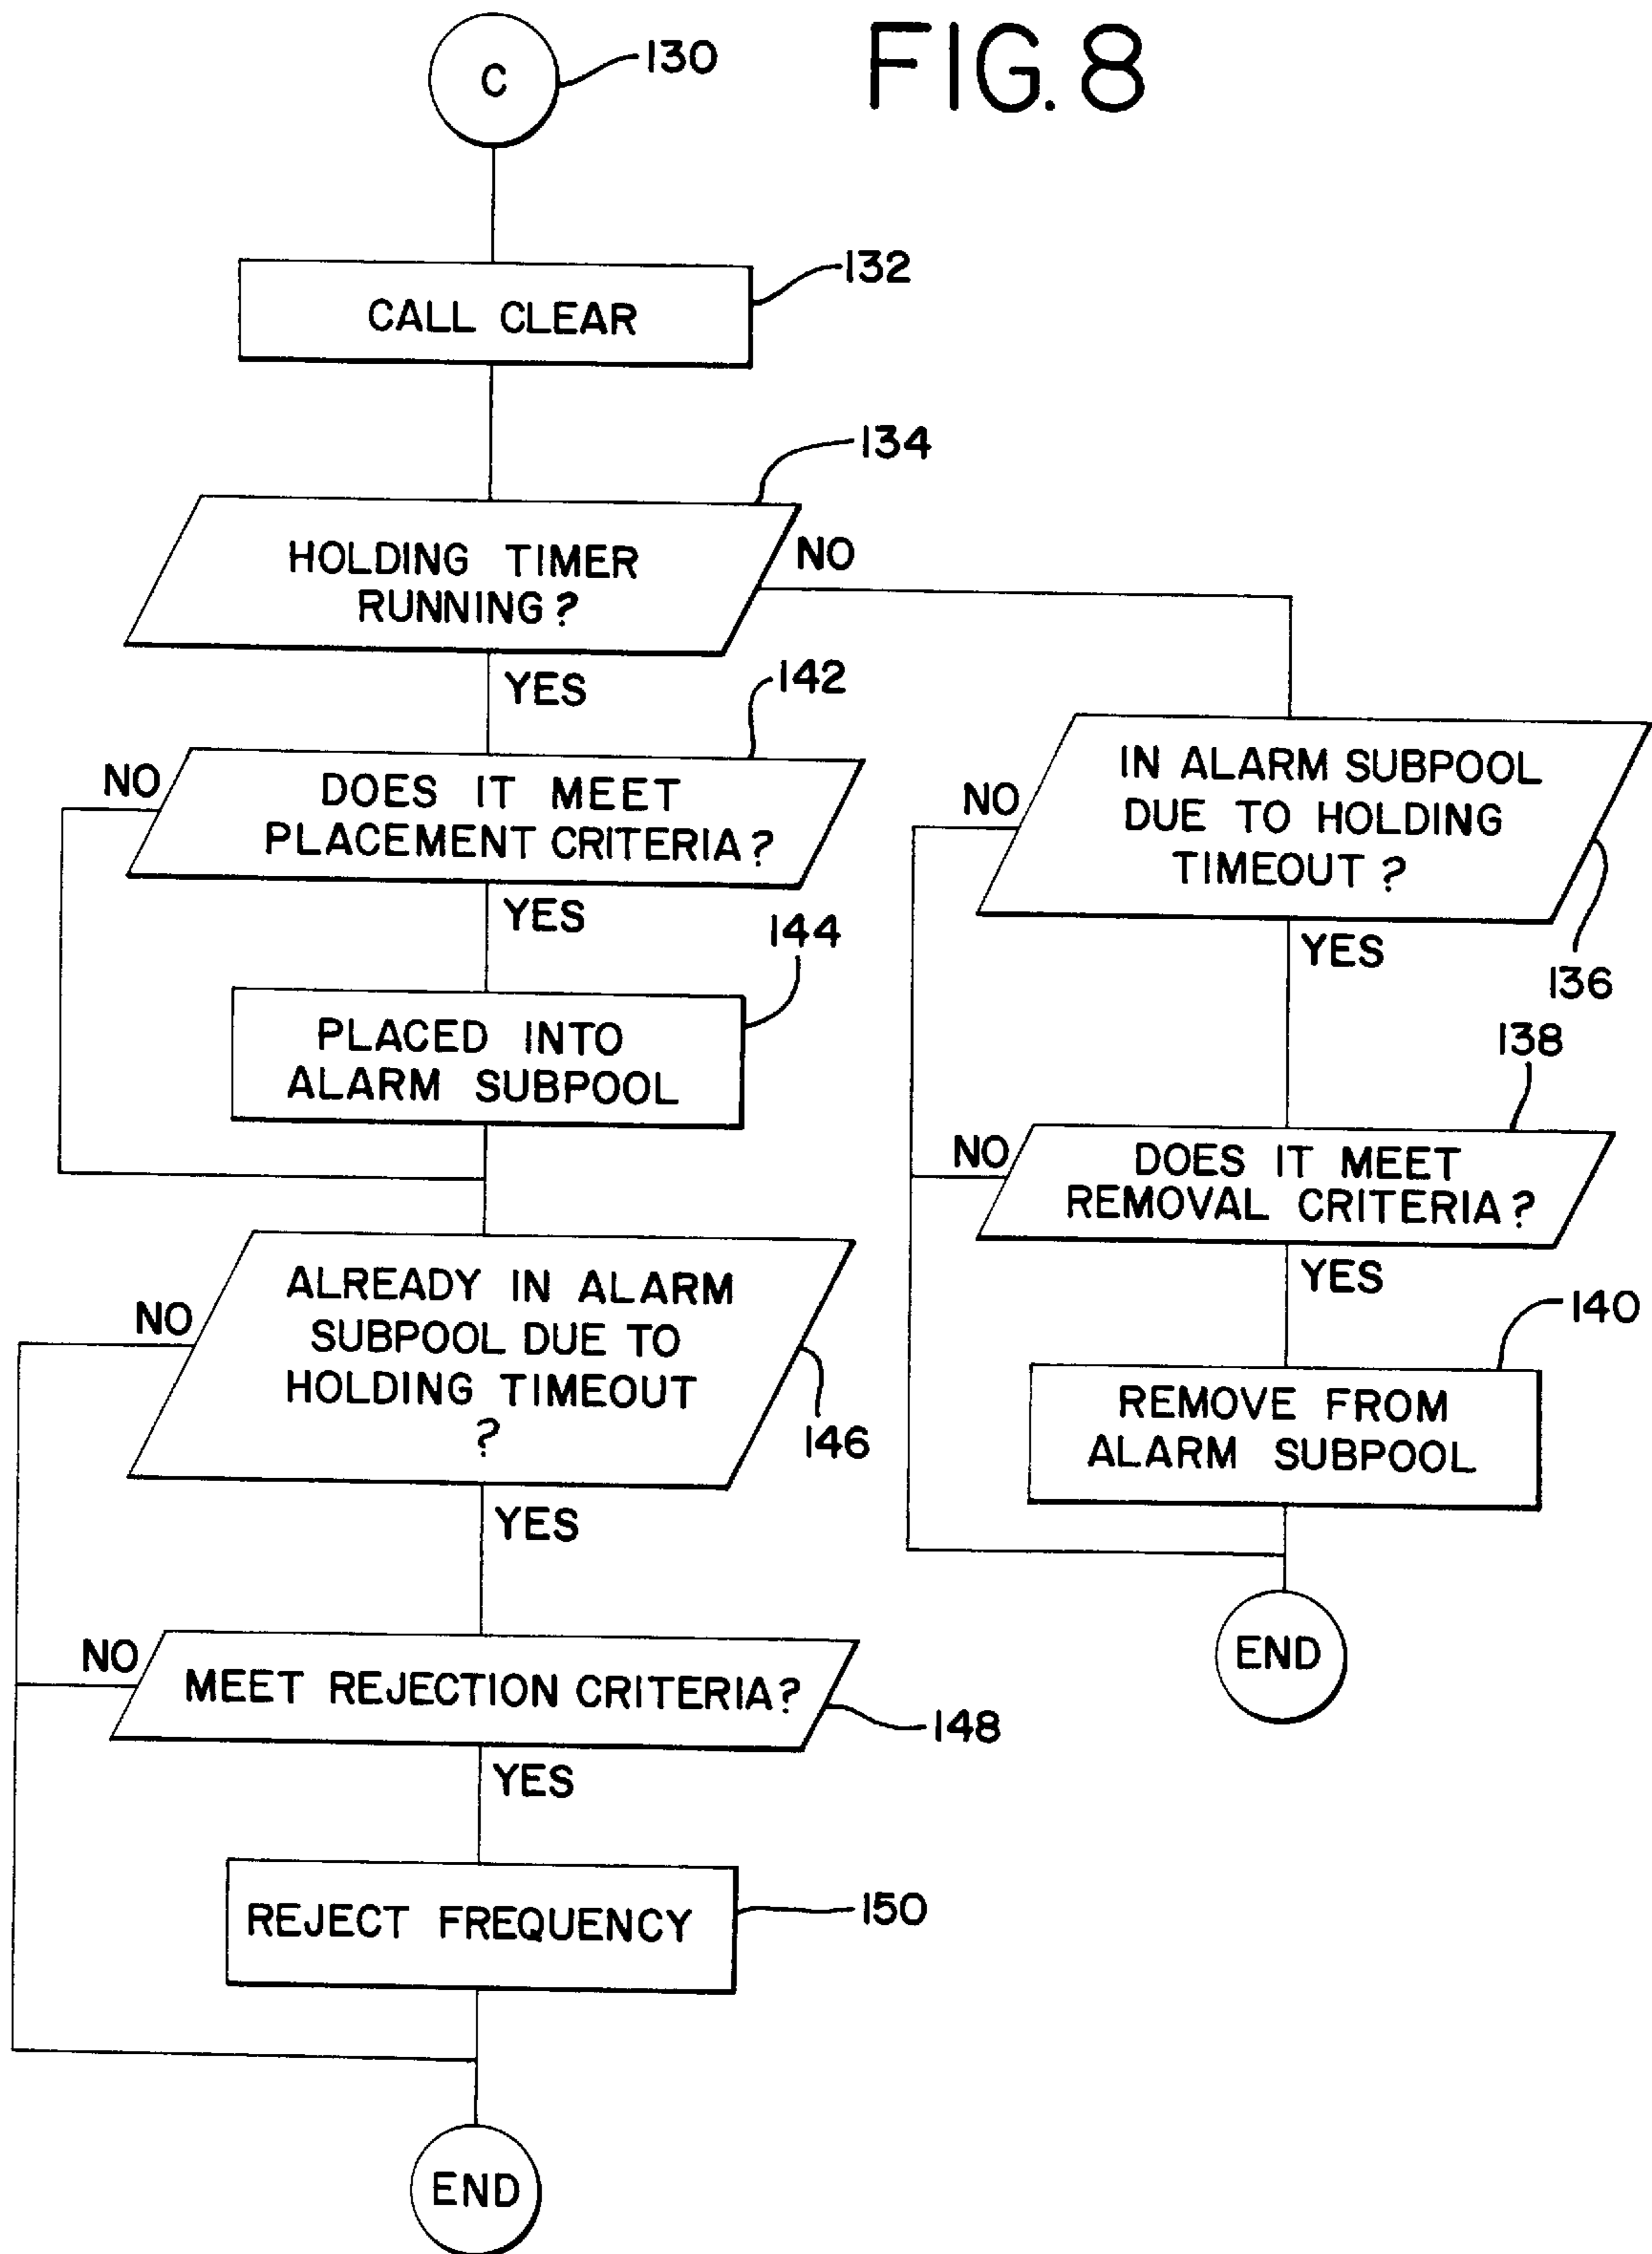 FIG. 8
C
130
CALL CLEAR
132
134
HOLDING TIMER
RUNNING?
NO
YES
142
NO
DOES IT MEET
PLACEMENT CRITERIA?
YES
144
PLACED INTO
ALARM SUBPOOL
NO
ALREADY IN ALARM
SUBPOOL DUE TO
HOLDING TIMEOUT
?
146
YES
NO
MEET REJECTION CRITERIA?
148
YES
REJECT FREQUENCY
150
END
NO
IN ALARM SUBPOOL
DUE TO HOLDING
TIMEOUT?
136
YES
138
NO
DOES IT MEET
REMOVAL CRITERIA?
YES
140
REMOVE FROM
ALARM SUBPOOL
END